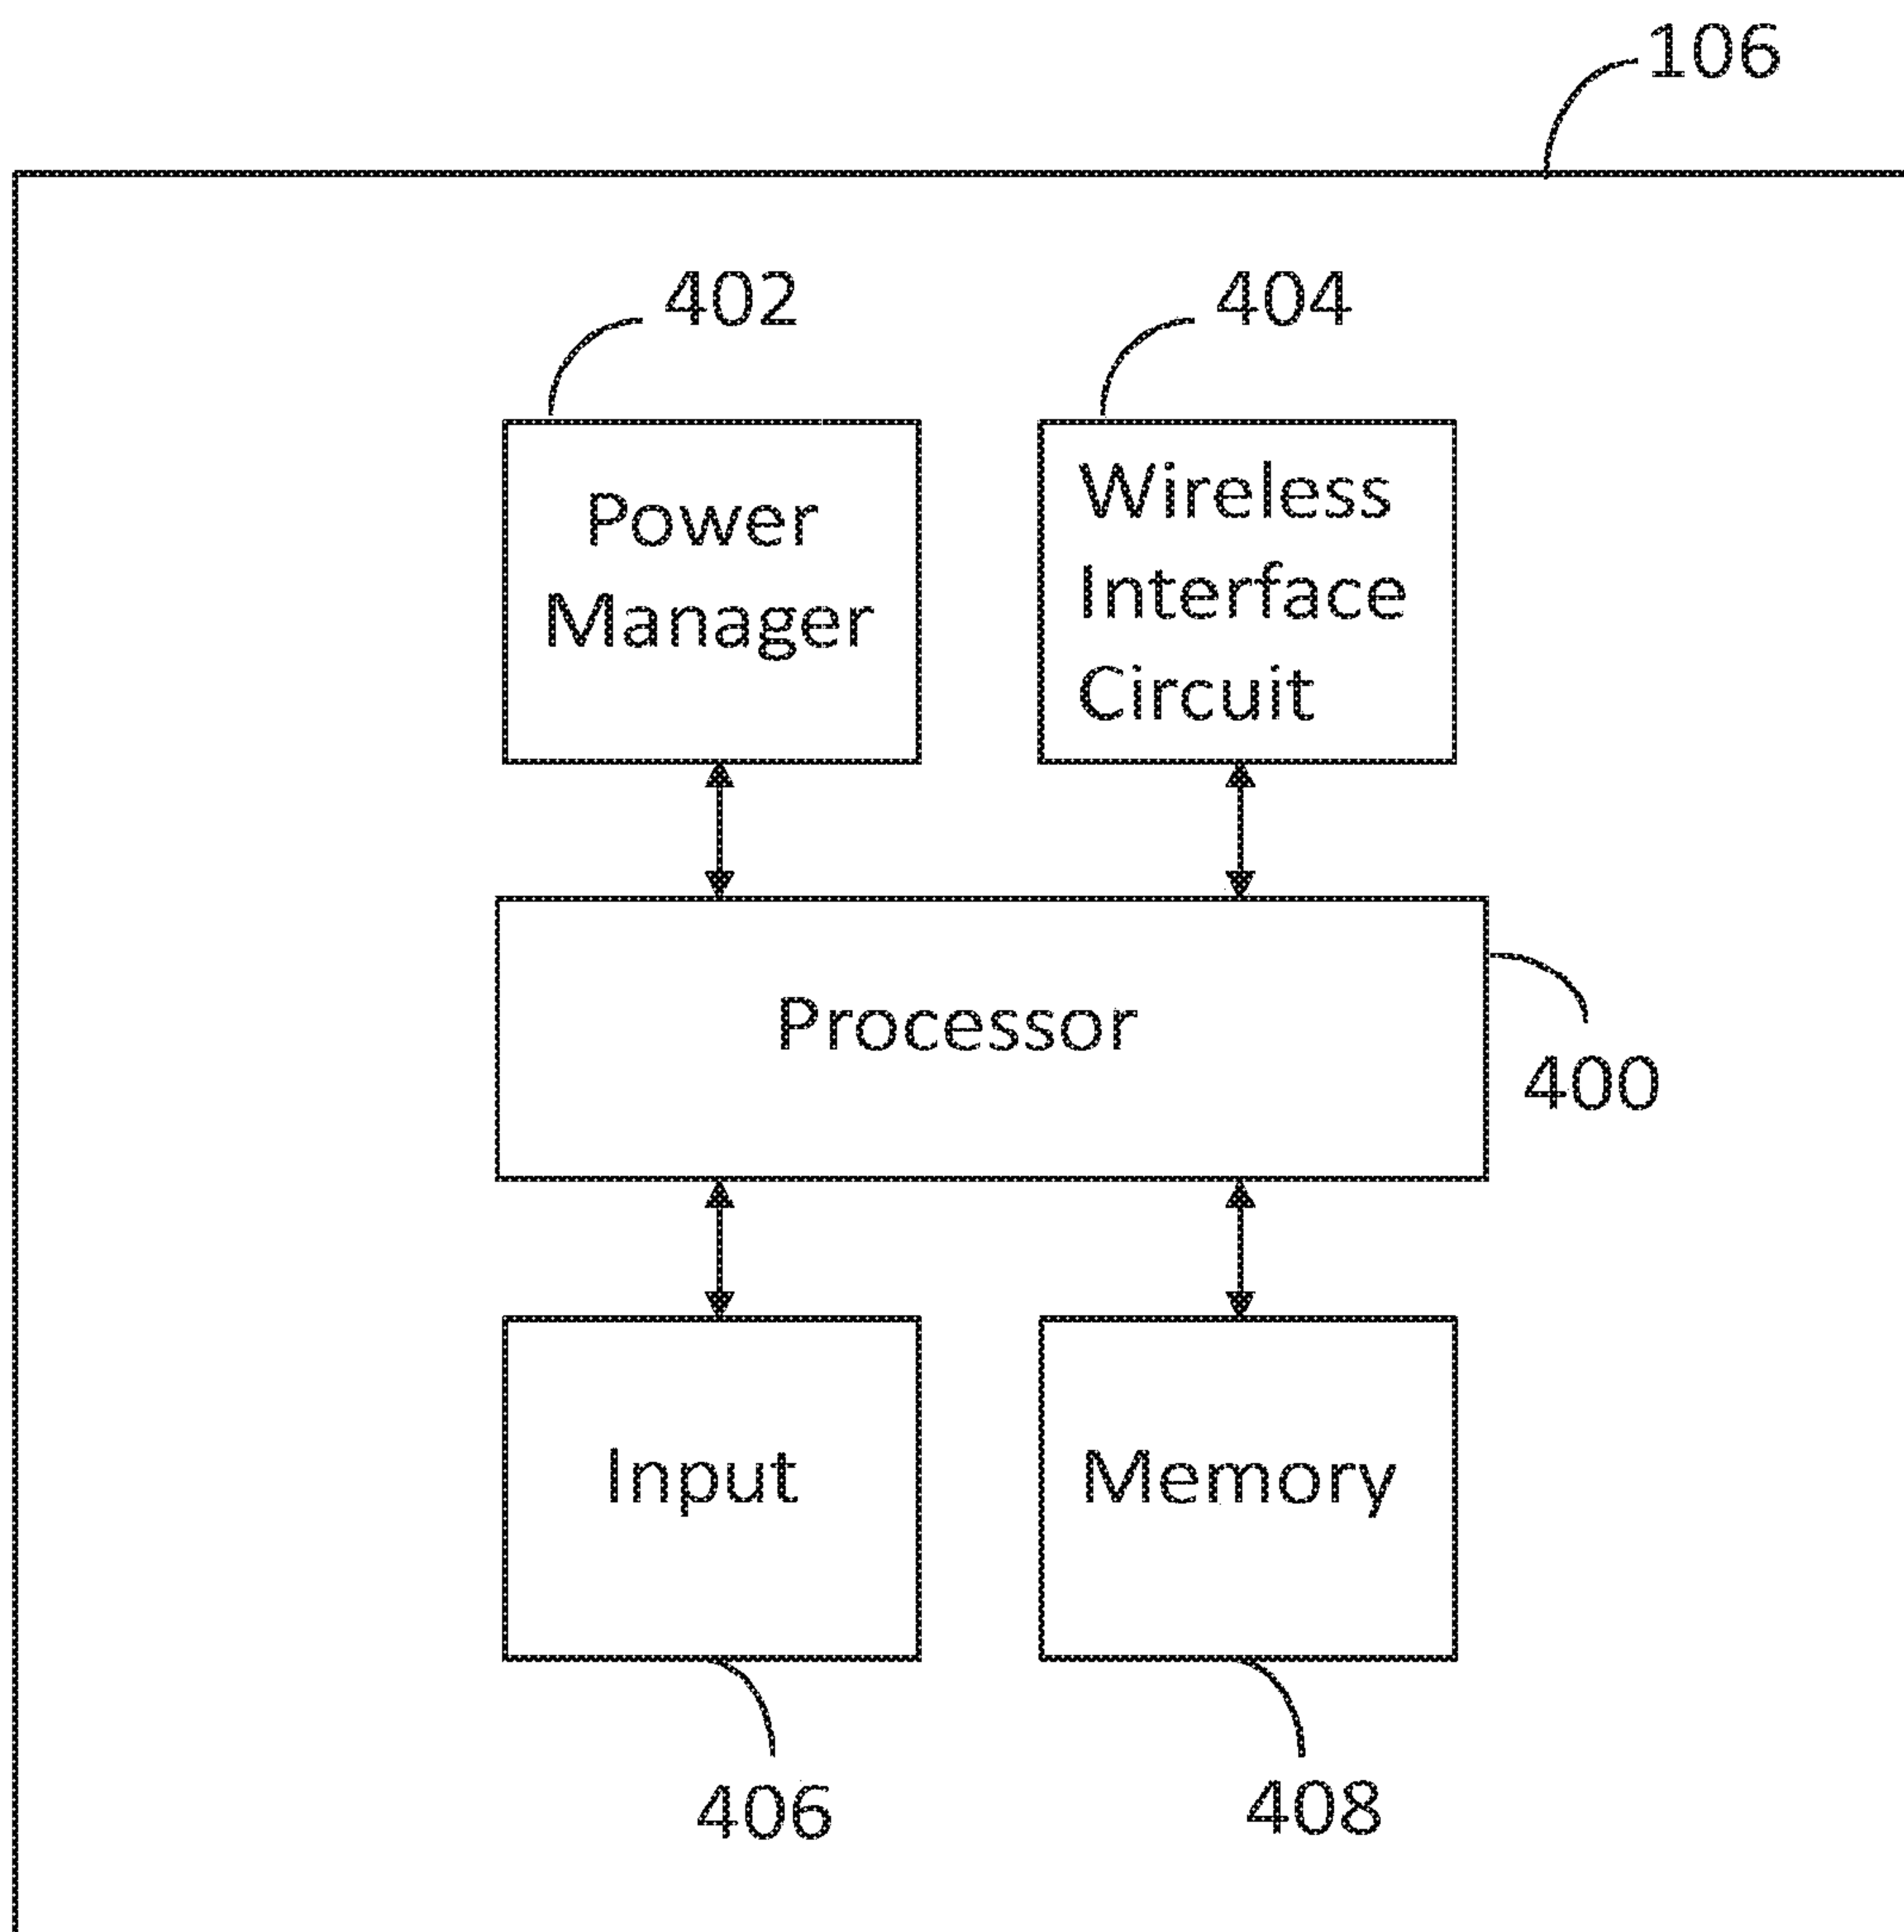 106
402
404
Power
Manager
Wireless
Interface
Circuit
Processor
400
Input
Memory
406
408